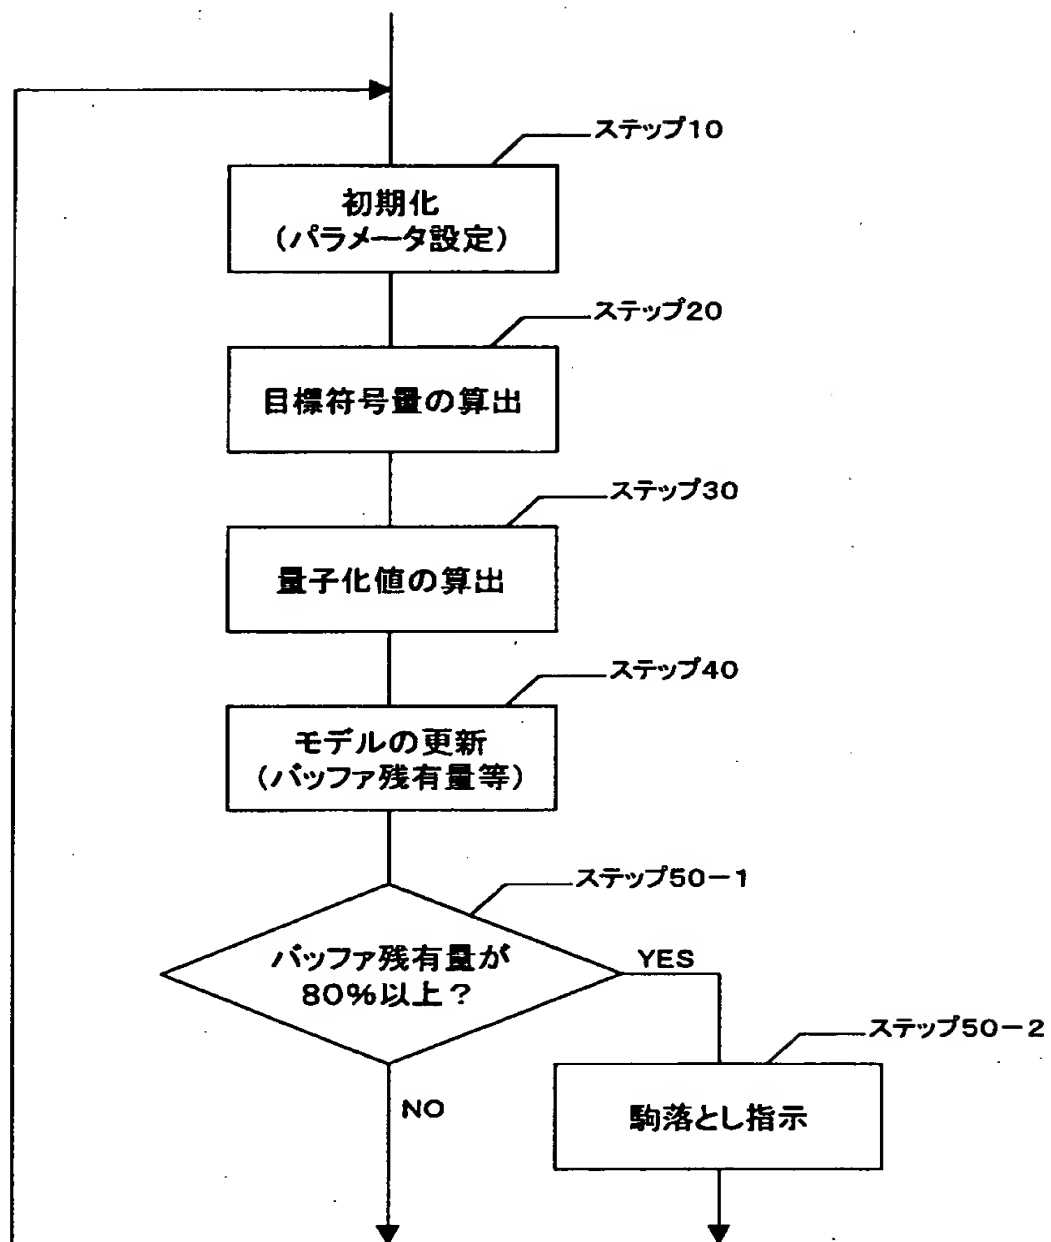 ステップ10
初期化
(パラメータ設定)
ステップ20
目標符号量の算出
ステップ30
量子化値の算出
ステップ40
モデルの更新
(バッファ残有量等)
ステップ50-1
バッファ残有量が
80%以上?
YES
ステップ50-2
NO
駒落とし指示